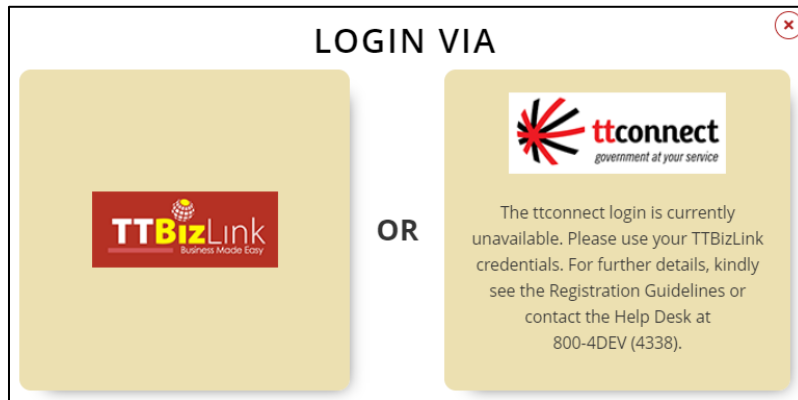 LOGIN VIA
TTBizLink
Business Made Easy
OR
ttconnect
government at your service
The ttconnect login is currently
unavailable. Please use your TTBizLink
credentials. For further details, kindly
see the Registration Guidelines or
contact the Help Desk at
800-4DEV (4338).